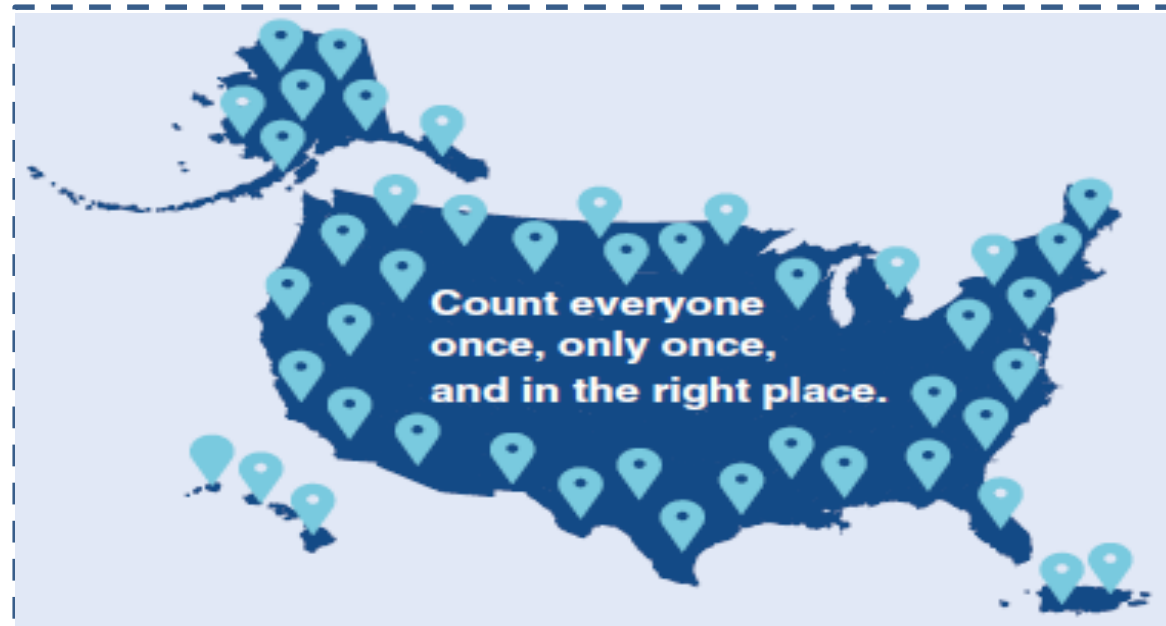 Count everyone
once, only once,
and in the right place.